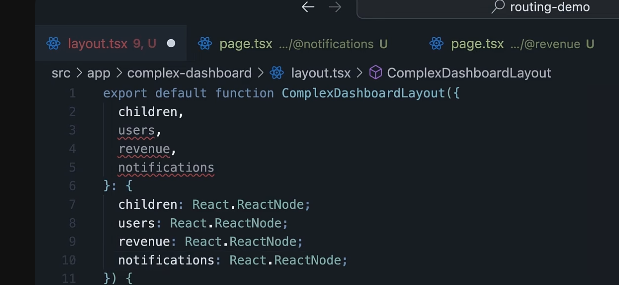 routing-demo
layout.tsx 9, U
page.tsx .../@notifications U
page.tsx .../@revenue U
src > app > complex-dashboard > layout.tsx > ComplexDashboardLayout
1 export default function ComplexDashboardLayout({
2 children,
3 users,
4 revenue,
5 notifications
6 }: {
7 children: React.ReactNode;
8 users: React.ReactNode;
9 revenue: React.ReactNode;
10 notifications: React.ReactNode;
11 }) {